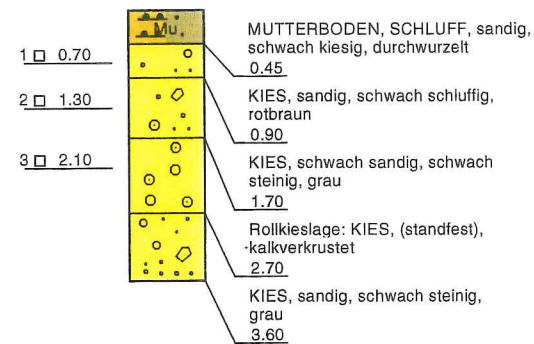 Mu
MUTTERBODEN, SCHLUFF, sandig,
schwach kiesig, durchwurzelt
0.45
1 0.70
KIES, sandig, schwach schluffig,
rotbraun
0.90
2 1.30
KIES, schwach sandig, schwach
steinig, grau
1.70
3 2.10
Rollkieslage: KIES, (standfest),
kalkverkrustet
2.70
KIES, sandig, schwach steinig,
grau
3.60